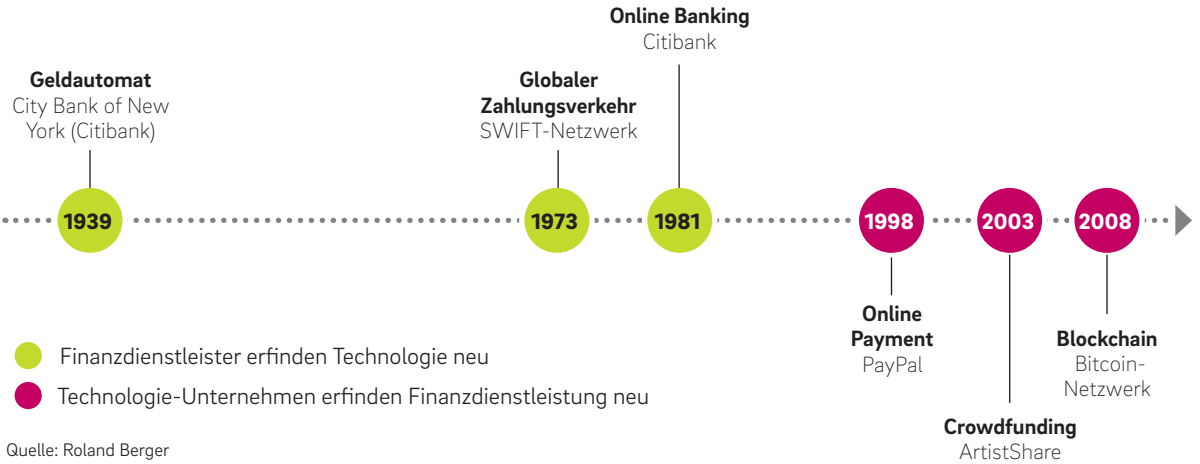 Geldautomat
City Bank of New
York (Citibank)
Globaler
Zahlungsverkehr
SWIFT-Netzwerk
Online Banking
Citibank
1939
1973
1981
1998
2003
2008
Online
Payment
PayPal
Crowdfunding
ArtistShare
Blockchain
Bitcoin-
Netzwerk
Finanzdienstleister erfinden Technologie neu
Technologie-Unternehmen erfinden Finanzdienstleistung neu
Quelle: Roland Berger